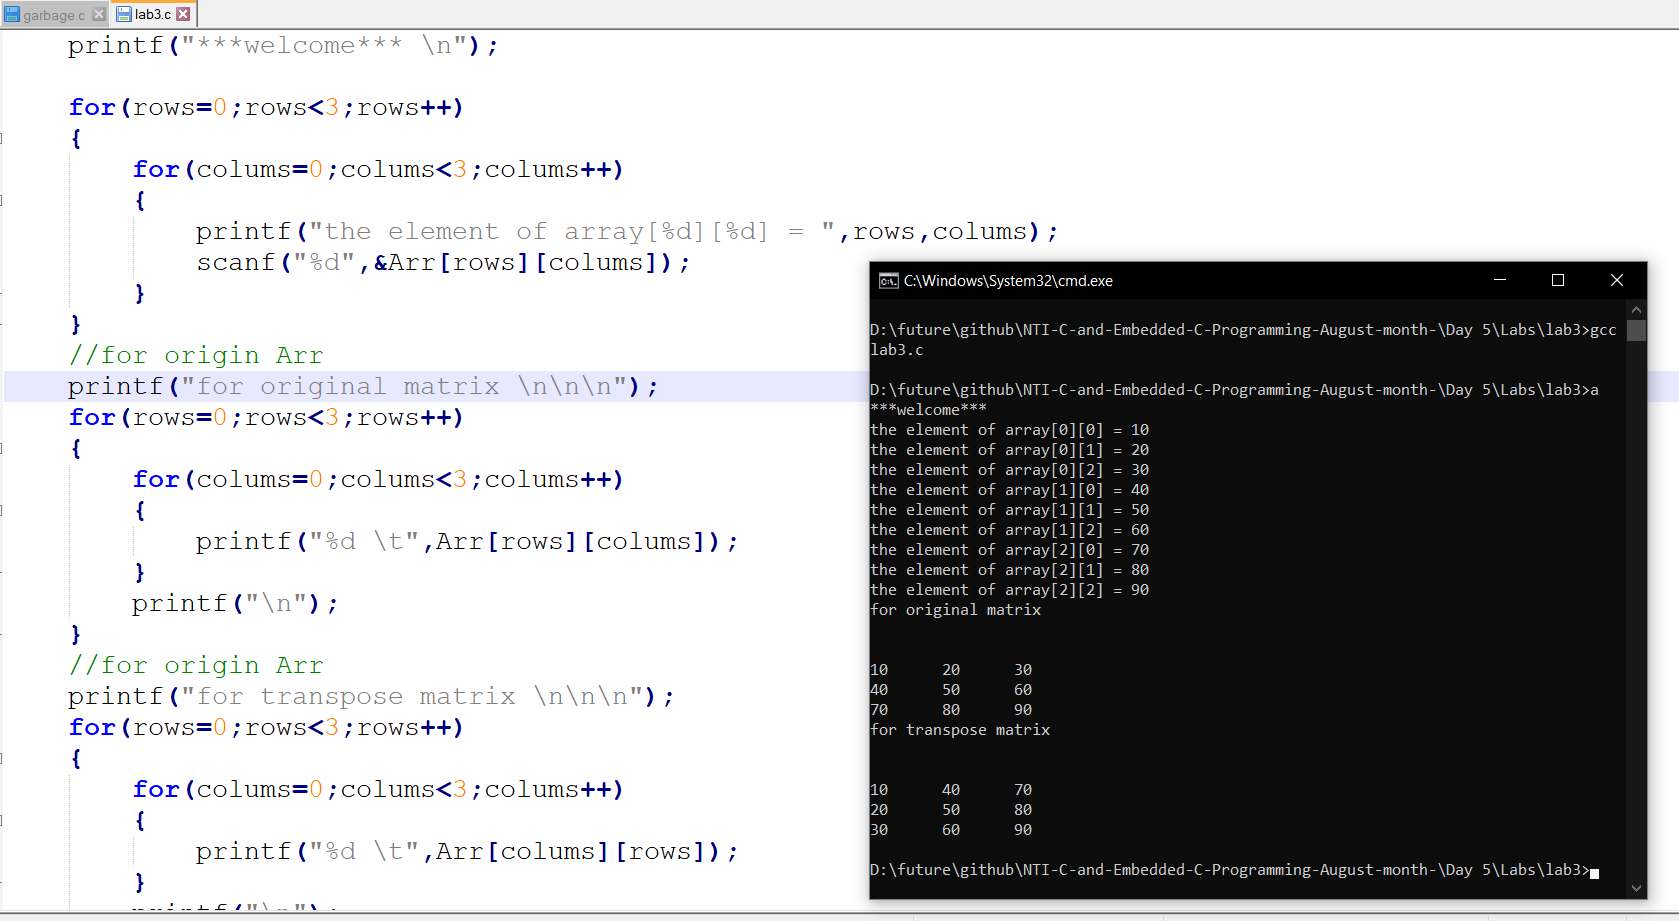 garbage.c lab3.c
printf("***welcome*** \n");
for(rows=0;rows<3;rows++)
{
for(colums=0;colums<3;colums++)
{
printf("the element of array[%d][%d] = ",rows,colums);
scanf("%d",&Arr[rows][colums]);
}
}
//for origin Arr
printf("for original matrix \n\n\n");
for(rows=0;rows<3;rows++)
{
for(colums=0;colums<3;colums++)
{
printf("%d \t",Arr[rows][colums]);
}
printf("\n");
}
//for origin Arr
printf("for transpose matrix \n\n\n");
for(rows=0;rows<3;rows++)
{
for(colums=0;colums<3;colums++)
{
printf("%d \t",Arr[colums][rows]);
}
printf("\n");
C:\Windows\System32\cmd.exe
D:\future\github\NTI-C-and-Embedded-C-Programming-August-month-\Day 5\Labs\lab3>gcc
lab3.c
D:\future\github\NTI-C-and-Embedded-C-Programming-August-month-\Day 5\Labs\lab3>a
***welcome***
the element of array[0][0] = 10
the element of array[0][1] = 20
the element of array[0][2] = 30
the element of array[1][0] = 40
the element of array[1][1] = 50
the element of array[1][2] = 60
the element of array[2][0] = 70
the element of array[2][1] = 80
the element of array[2][2] = 90
for original matrix
10 20 30
40 50 60
70 80 90
for transpose matrix
10 40 70
20 50 80
30 60 90
D:\future\github\NTI-C-and-Embedded-C-Programming-August-month-\Day 5\Labs\lab3>